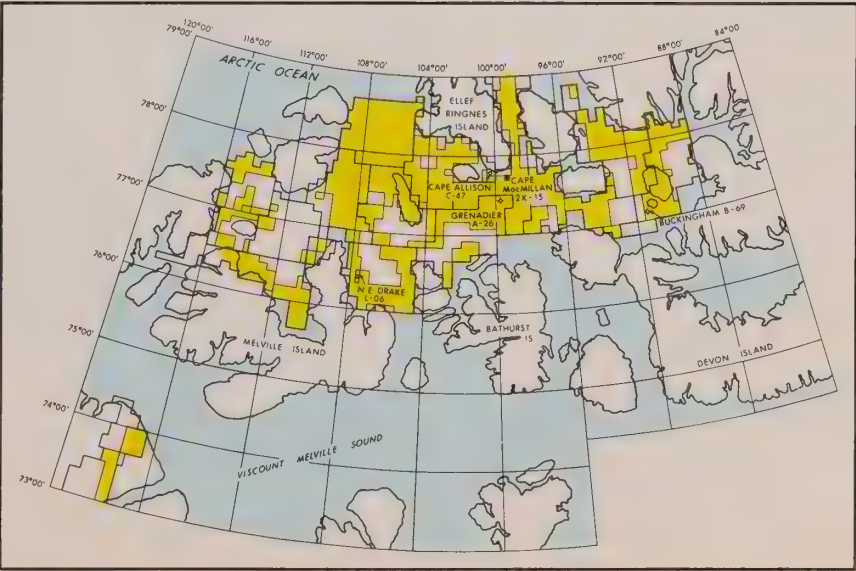 120°00'
116°00'
112°00'
108°00'
104°00'
100°00'
96°00'
92°00'
88°00'
84°00'
79°00'
78°00'
77°00'
76°00'
75°00'
74°00'
73°00'
ARCTIC OCEAN
ELLEF
RINGNES
ISLAND
CAPE ALLISON
C-47
CAPE
MacMILLAN
2K-15
GRENADIER
A-26
BUCKINGHAM B-69
N E DRAKE
L-06
MELVILLE ISLAND
BATHURST
IS
DEVON ISLAND
VISCOUNT MELVILLE SOUND